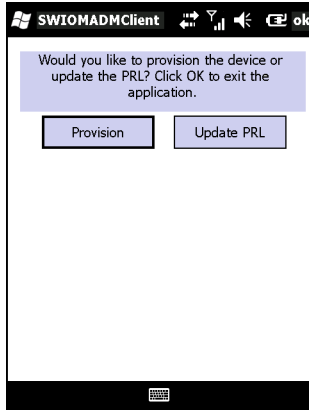 SWIOMADMClient ok
Would you like to provision the device or
update the PRL? Click OK to exit the
application.
Provision Update PRL